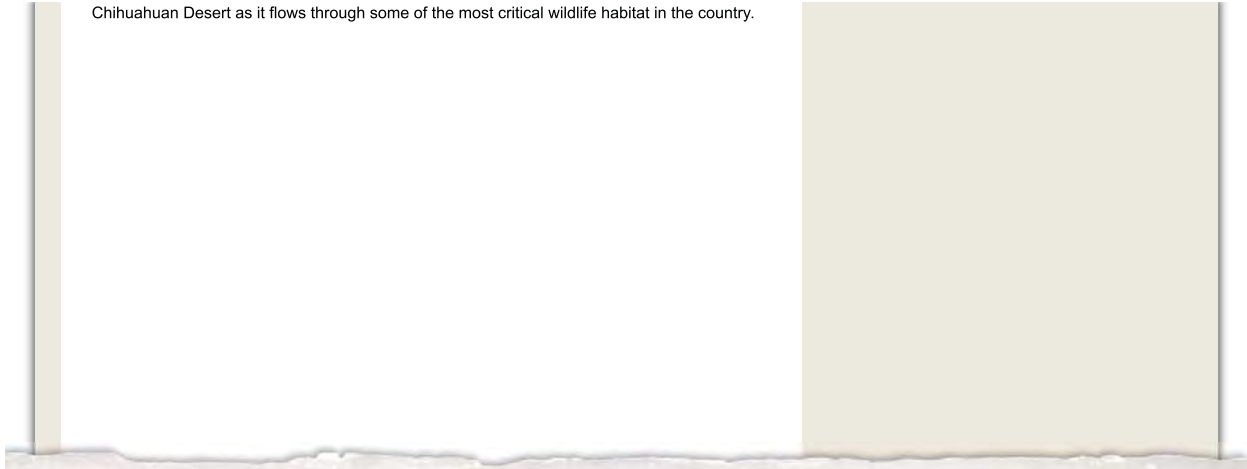 Chihuahuan Desert as it flows through some of the most critical wildlife habitat in the country.